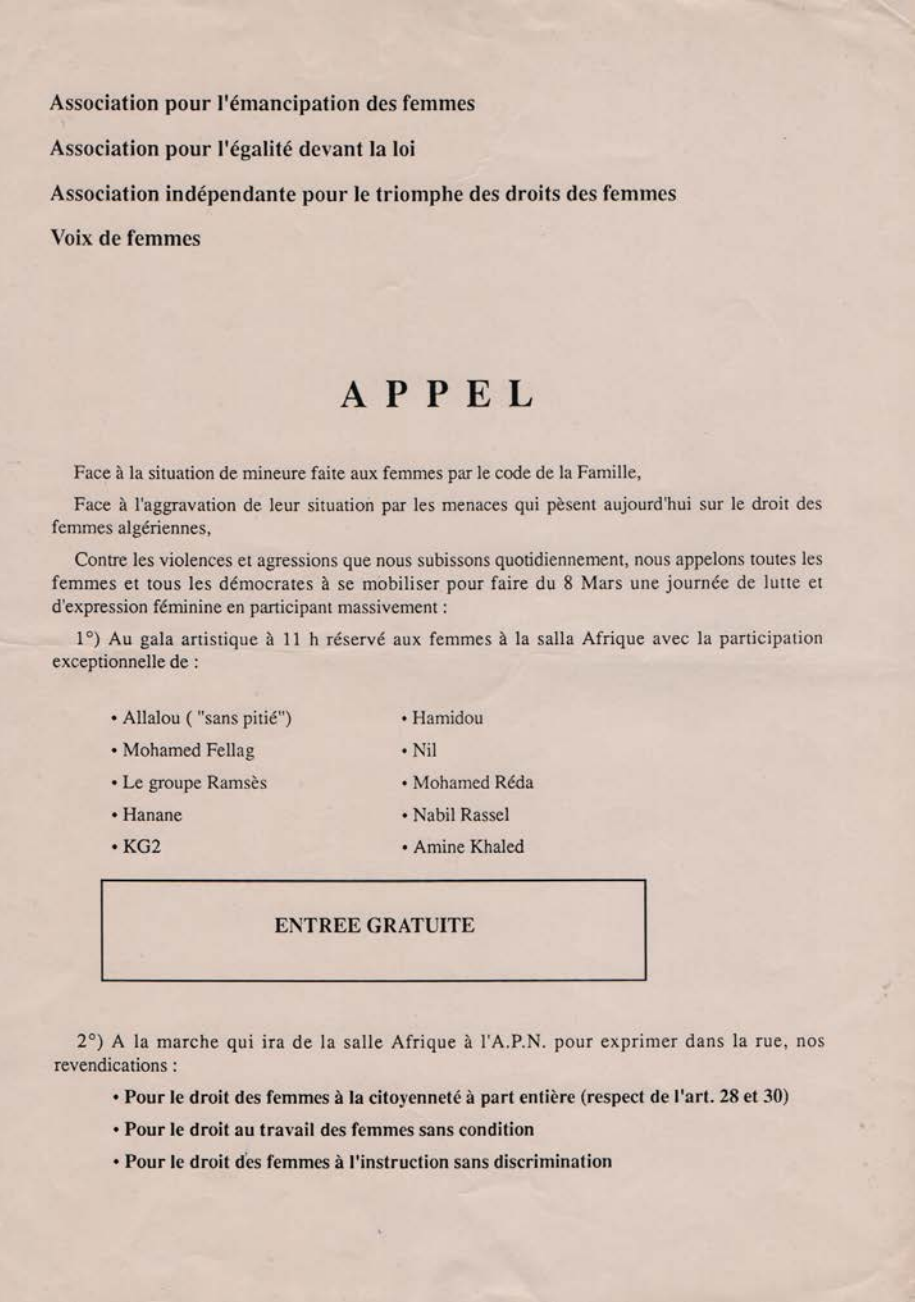 Association pour l'émancipation des femmes
Association pour l'égalité devant la loi
Association indépendante pour le triomphe des droits des femmes
Voix de femmes
A P P E L
Face à la situation de mineure faite aux femmes par le code de la Famille,
Face à l'aggravation de leur situation par les menaces qui pèsent aujourd'hui sur le droit des
femmes algériennes,
Contre les violences et agressions que nous subissons quotidiennement, nous appelons toutes les
femmes et tous les démocrates à se mobiliser pour faire du 8 Mars une journée de lutte et
d'expression féminine en participant massivement :
1°) Au gala artistique à 11 h réservé aux femmes à la salla Afrique avec la participation
exceptionnelle de :
• Allalou ( "sans pitié")
• Mohamed Fellag
• Le groupe Ramsès
• Hanane
• KG2
• Hamidou
• Nil
• Mohamed Réda
• Nabil Rassel
• Amine Khaled
ENTREE GRATUITE
2°) A la marche qui ira de la salle Afrique à l'A.P.N. pour exprimer dans la rue, nos
revendications :
• Pour le droit des femmes à la citoyenneté à part entière (respect de l'art. 28 et 30)
• Pour le droit au travail des femmes sans condition
• Pour le droit des femmes à l'instruction sans discrimination